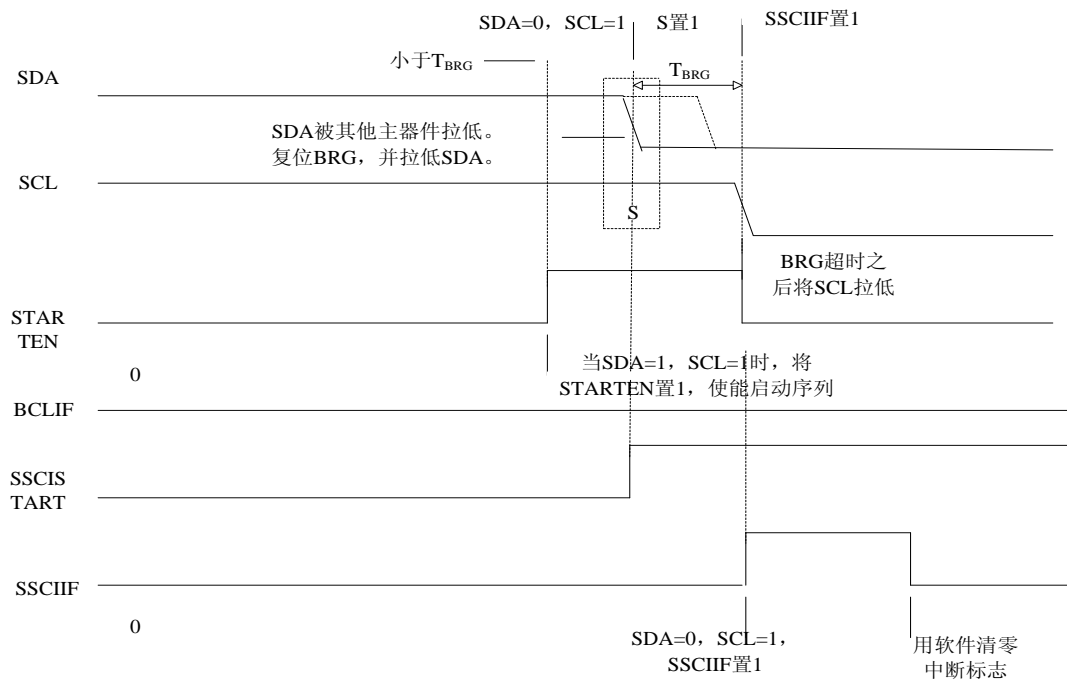 SDA=0，SCL=1
S置1
SSCIIF置1
小于TBRG
TBRG
SDA
SDA被其他主器件拉低。
复位BRG，并拉低SDA。
SCL
S
BRG超时之
后将SCL拉低
STAR
TEN
0
当SDA=1，SCL=1时，将
STARTEN置1，使能启动序列
BCLIF
SSCIS
TART
SSCIIF
0
SDA=0，SCL=1，
SSCIIF置1
用软件清零
中断标志